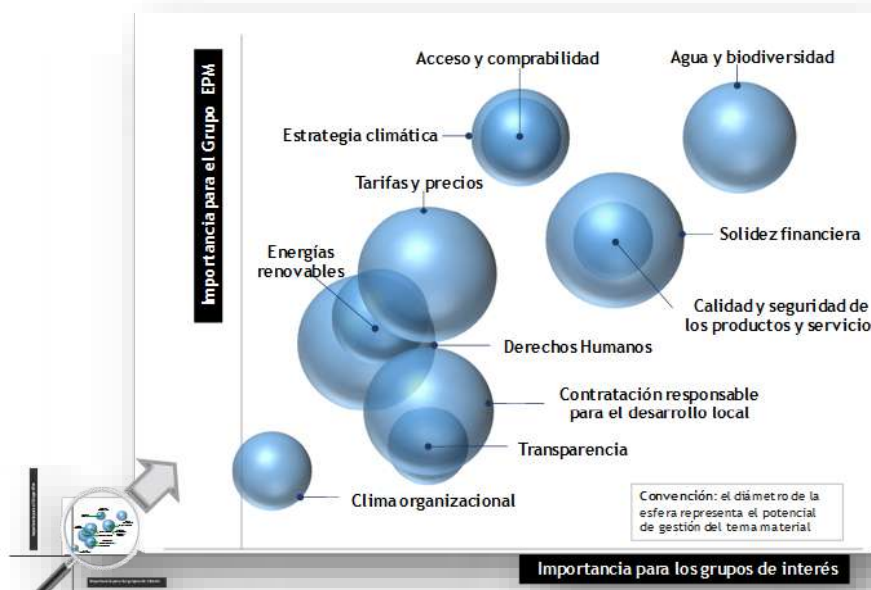 Importancia para el Grupo EPM
Acceso y comprabilidad
Agua y biodiversidad
Estrategia climática
Tarifas y precios
Energías
renovables
Solidez financiera
Calidad y seguridad de
los productos y servicio
Derechos Humanos
Contratación responsable
para el desarrollo local
Transparencia
Clima organizacional
Convención: el diámetro de la
esfera representa el potencial
de gestión del tema material
Importancia para los grupos de interés